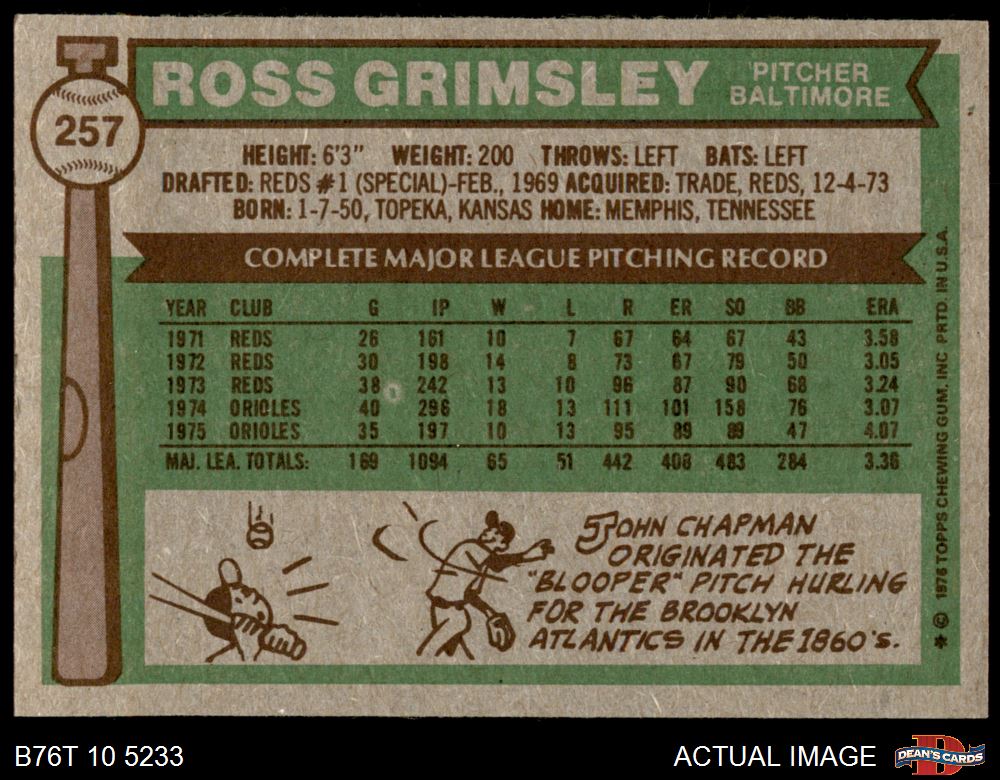 257
ROSS GRIMSLEY
PITCHER
BALTIMORE
HEIGHT: 6'3" WEIGHT: 200 THROWS: LEFT BATS: LEFT
DRAFTED: REDS #1 (SPECIAL)-FEB., 1969 ACQUIRED: TRADE, REDS, 12-4-73
BORN: 1-7-50, TOPEKA, KANSAS HOME: MEMPHIS, TENNESSEE
COMPLETE MAJOR LEAGUE PITCHING RECORD
YEAR CLUB G IP W L R ER SO BB ERA
1971 REDS 26 161 10 7 67 64 67 43 3.58
1972 REDS 30 198 14 8 73 67 79 50 3.05
1973 REDS 38 242 13 10 96 87 90 68 3.24
1974 ORIOLES 40 296 18 13 111 101 158 76 3.07
1975 ORIOLES 35 197 10 13 95 89 89 47 4.07
MAJ. LEA. TOTALS: 169 1094 65 51 442 408 483 284 3.36
JOHN CHAPMAN
ORIGINATED THE
"BLOOPER" PITCH HURLING
FOR THE BROOKLYN
ATLANTICS IN THE 1860'S.
* © 1976 TOPPS CHEWING GUM, INC. PRTD. IN U.S.A.
B76T 10 5233
ACTUAL IMAGE
DEAN'S CARDS